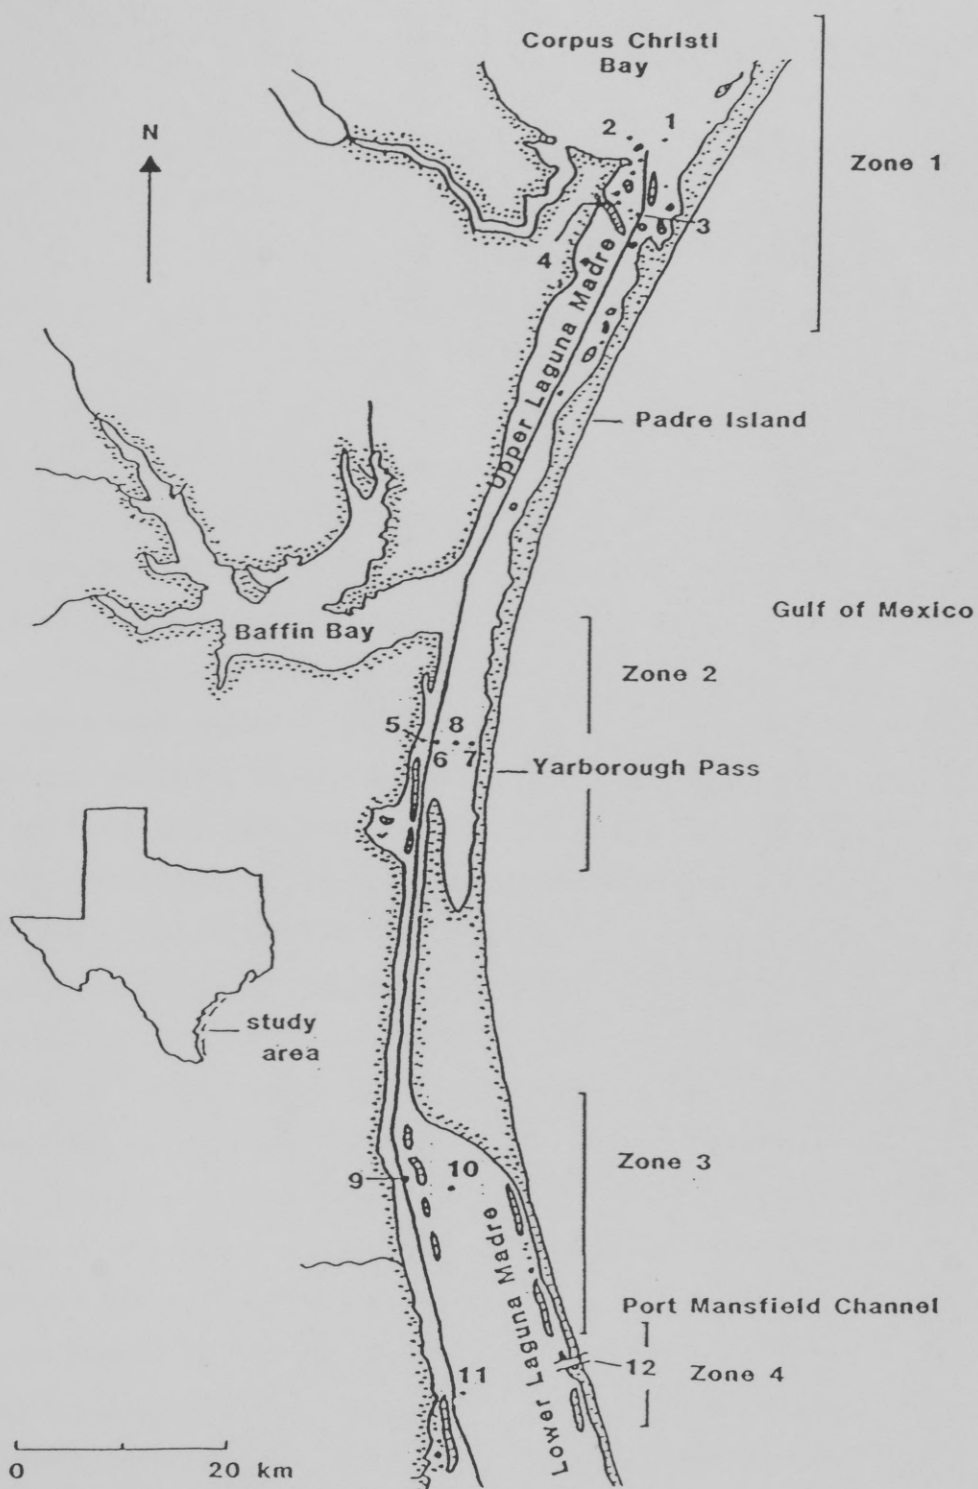 Corpus Christi
Bay
N
2
1
Zone 1
3
4
Upper Laguna Madre
Padre Island
Gulf of Mexico
Baffin Bay
Zone 2
5
8
6
7
Yarborough Pass
study
area
Zone 3
10
9
Lower Laguna Madre
Port Mansfield Channel
12
Zone 4
11
0
20 km